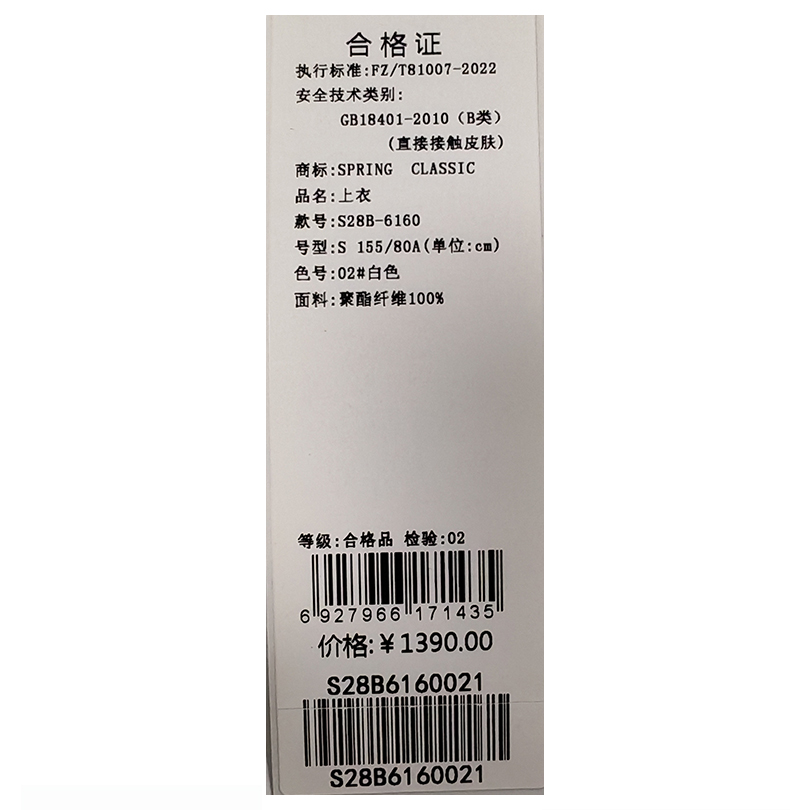 合格证
执行标准:FZ/T81007-2022
安全技术类别:
GB18401-2010（B类）
(直接接触皮肤)
商标:SPRING CLASSIC
品名:上衣
款号:S28B-6160
号型:S 155/80A(单位:cm)
色号:02#白色
面料:聚酯纤维100%
等级:合格品 检验:02
6 927966 171435
价格:￥1390.00
S28B6160021
S28B6160021